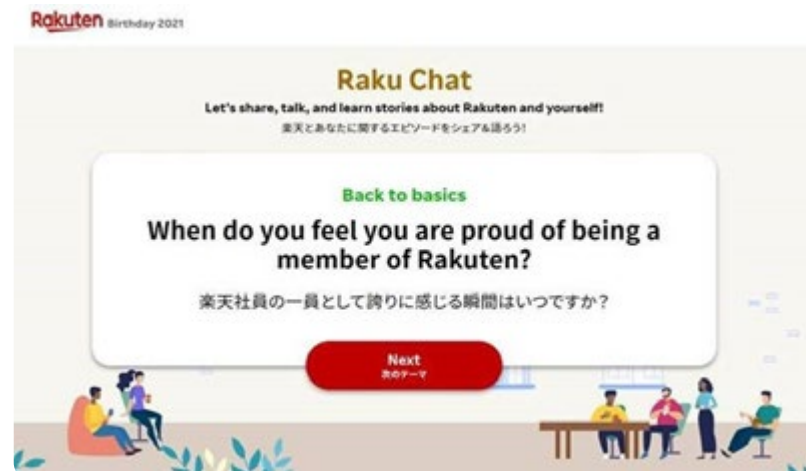 Rakuten Birthday 2021
Raku Chat
Let's share, talk, and learn stories about Rakuten and yourself!
楽天とあなたに関するエピソードをシェア&語ろう!
Back to basics
When do you feel you are proud of being a
member of Rakuten?
楽天社員の一員として誇りに感じる瞬間はいつですか？
Next
次のテーマ